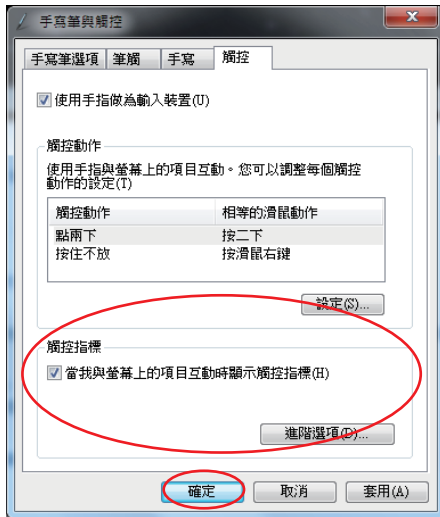 手寫筆與觸控
手寫筆選項 筆觸 手寫 觸控
使用手指做為輸入裝置(U)
觸控動作
使用手指與螢幕上的項目互動。您可以調整每個觸控
動作的設定(T)
觸控動作 相等的滑鼠動作
點兩下 按二下
按住不放 按滑鼠右鍵
設定(S)...
觸控指標
當我與螢幕上的項目互動時顯示觸控指標(H)
進階選項(D)...
確定 取消 套用(A)